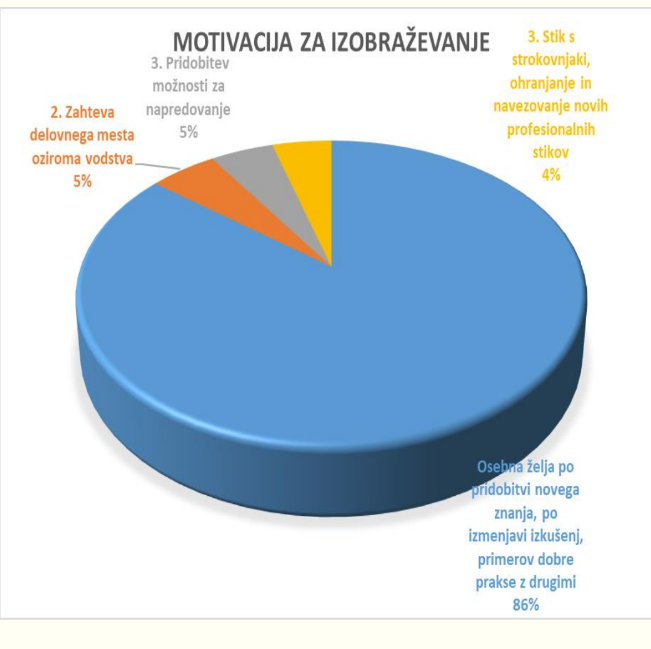 MOTIVACIJA ZA IZOBRAŽEVANJE
3. Stik s
strokovnjaki,
ohranjanje in
navezovanje novih
profesionalnih
stikov
4%
3. Pridobitev
možnosti za
napredovanje
5%
2. Zahteva
delovnega mesta
oziroma vodstva
5%
Osebna želja po
pridobitvi novega
znanja, po
izmenjavi izkušenj,
primerov dobre
prakse z drugimi
86%